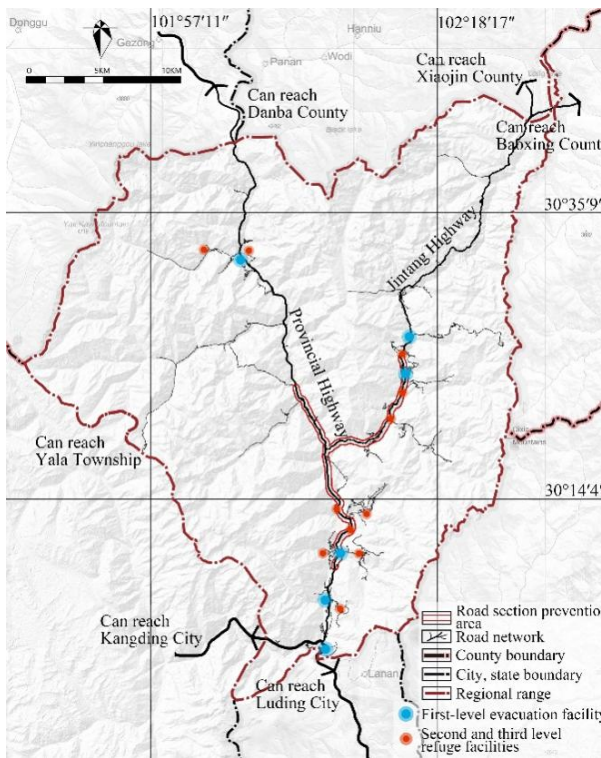 101°57′11″
102°18′17″
Donggu
Hanniu
Gezong
Panan
Wodi
0
5KM
10KM
Can reach
Xiaojin County
Can reach
Danba County
Can reach
Baoxing Count
30°35′9
Jintang Highway
Provincial Highway
Can reach
Yala Township
30°14′4
Can reach
Kangding City
Can reach
Luding City
Lanan
Road section prevention
area
Road network
County boundary
City, state boundary
Regional range
First-level evacuation facility
Second and third level
refuge facilities